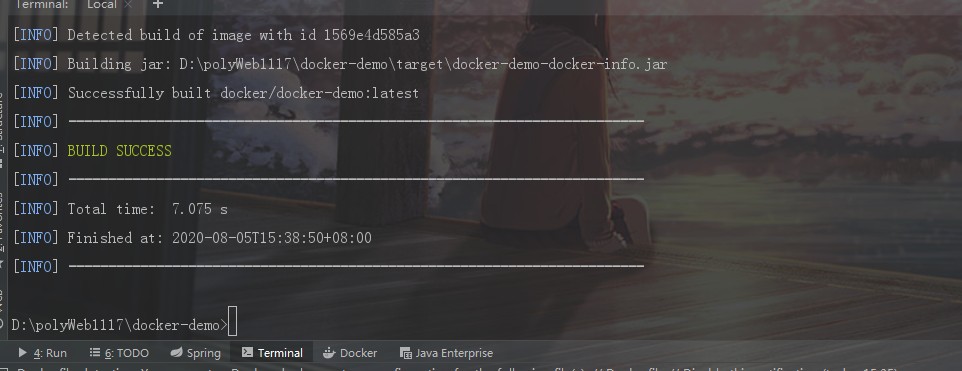 Terminal: Local × +
[INFO] Detected build of image with id 1569e4d585a3
[INFO] Building jar: D:\polyWeb1117\docker-demo\target\docker-demo-docker-info.jar
[INFO] Successfully built docker/docker-demo:latest
[INFO] ------------------------------------------------------------------------
[INFO] BUILD SUCCESS
[INFO] ------------------------------------------------------------------------
[INFO] Total time:  7.075 s
[INFO] Finished at: 2020-08-05T15:38:50+08:00
[INFO] ------------------------------------------------------------------------
D:\polyWeb1117\docker-demo>
4: Run 6: TODO Spring Terminal Docker Java Enterprise